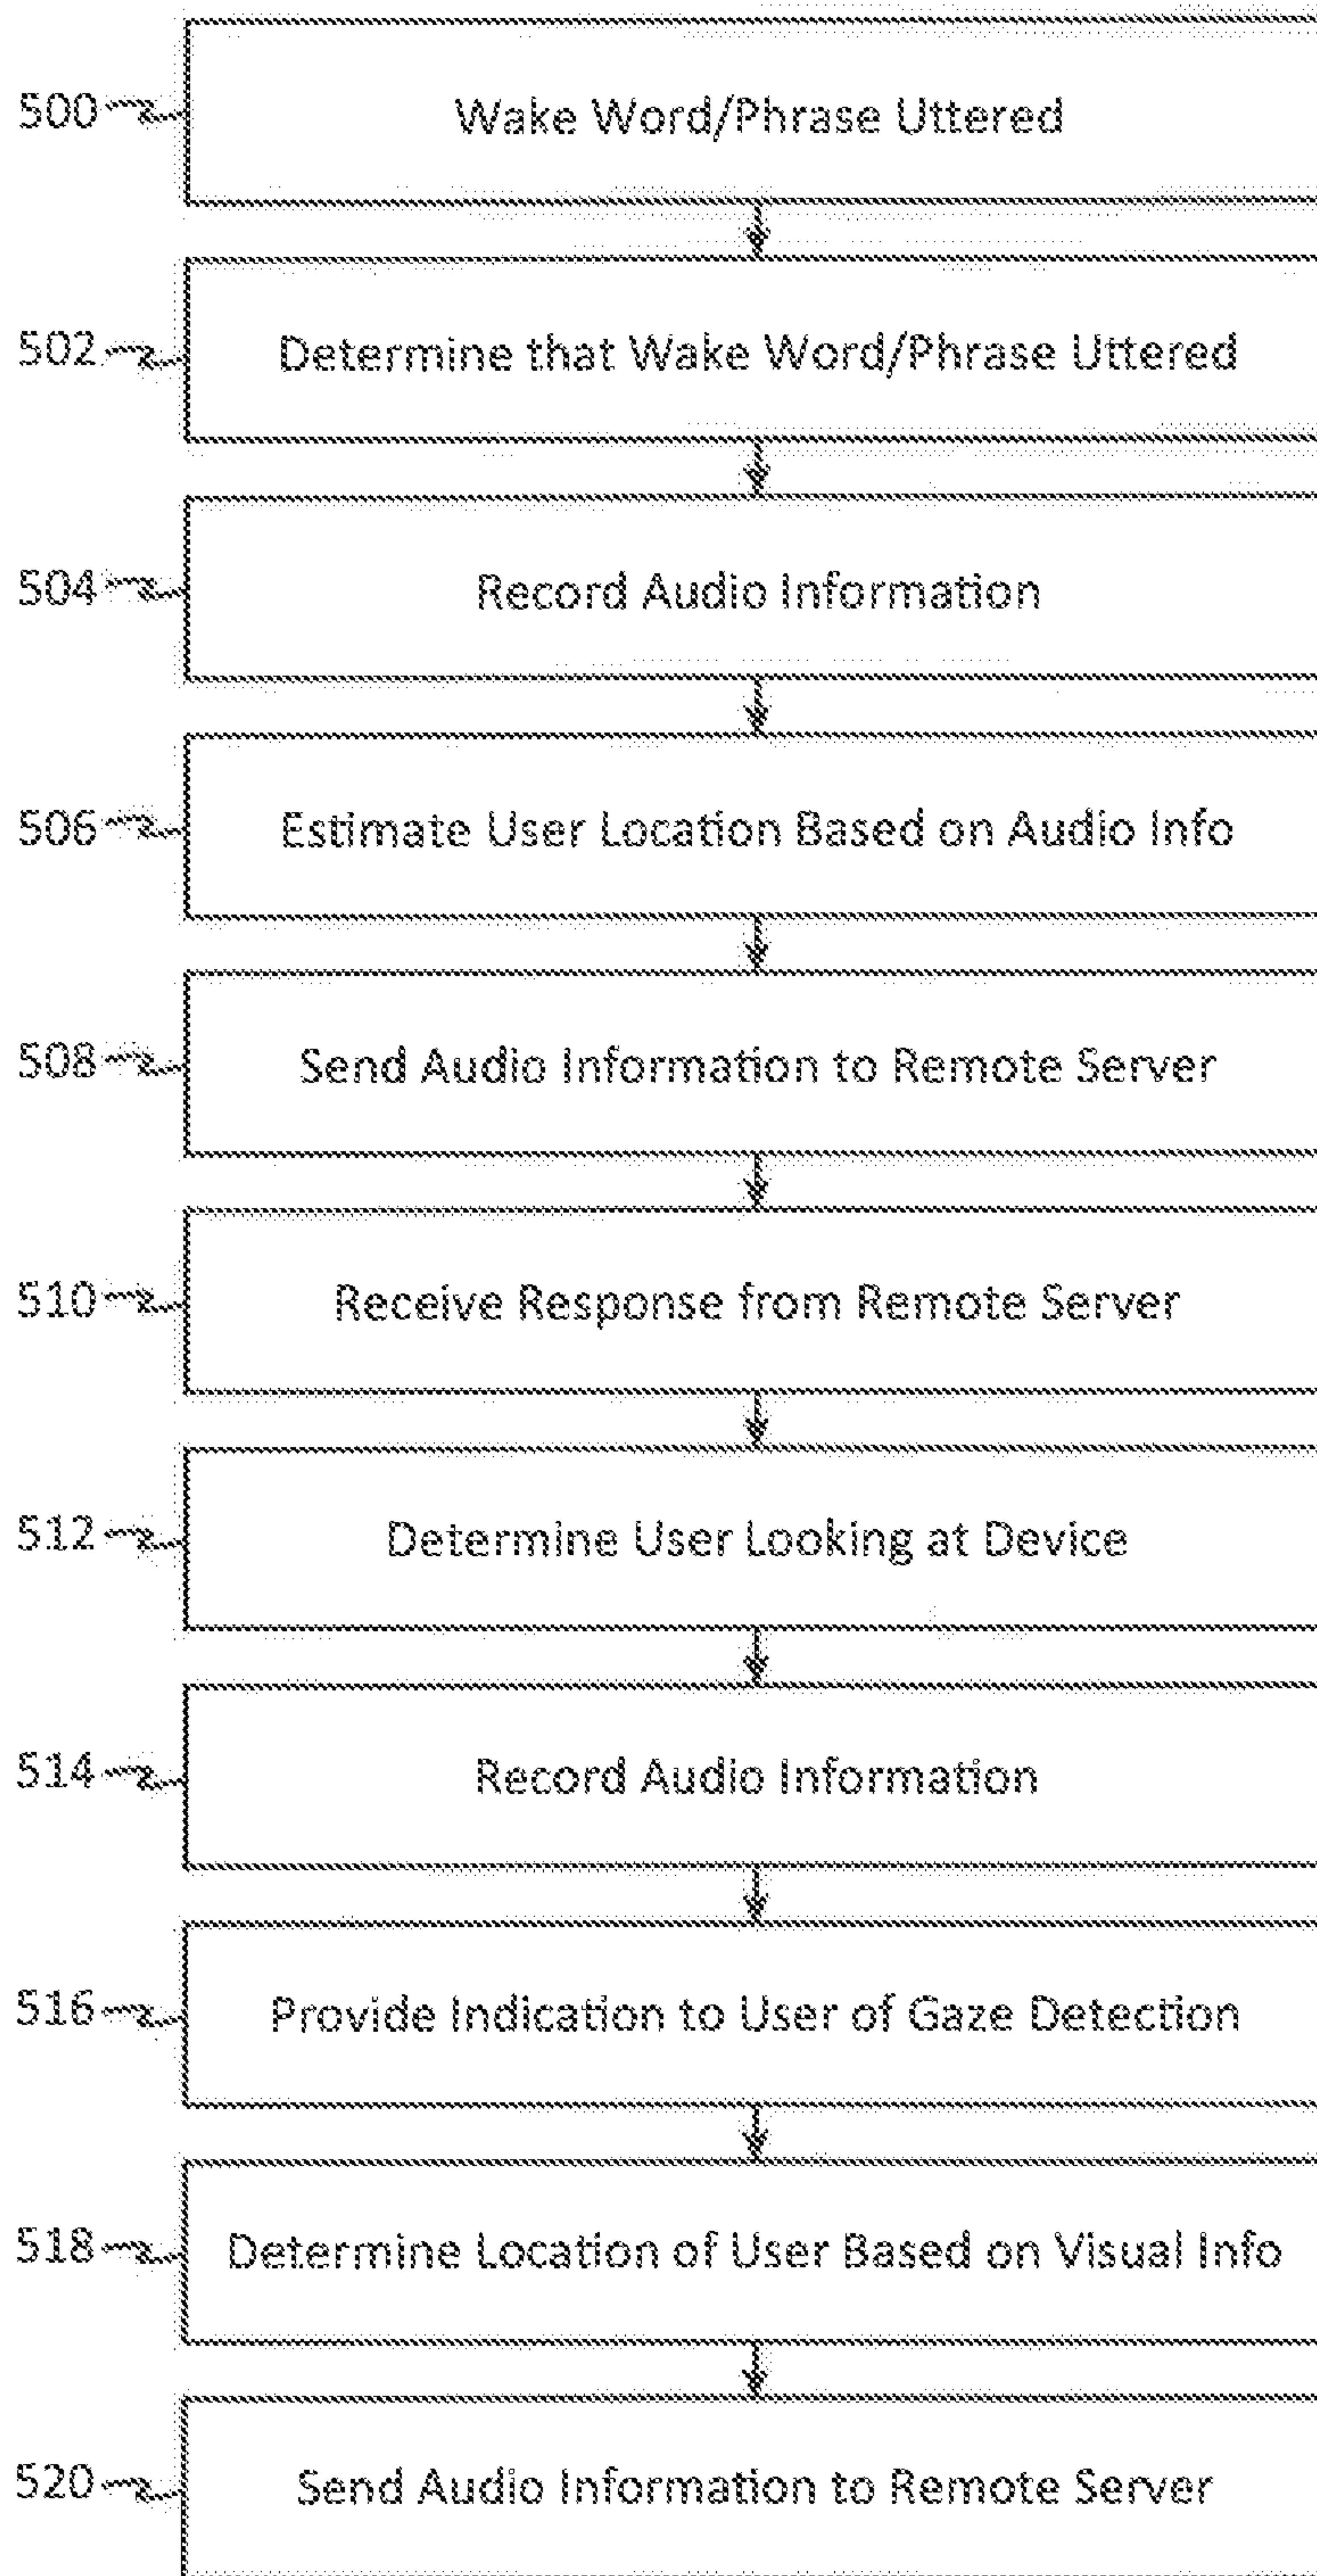 500 Wake Word/Phrase Uttered
502 Determine that Wake Word/Phrase Uttered
504 Record Audio Information
506 Estimate User Location Based on Audio Info
508 Send Audio Information to Remote Server
510 Receive Response from Remote Server
512 Determine User Looking at Device
514 Record Audio Information
516 Provide Indication to User of Gaze Detection
518 Determine Location of User Based on Visual Info
520 Send Audio Information to Remote Server